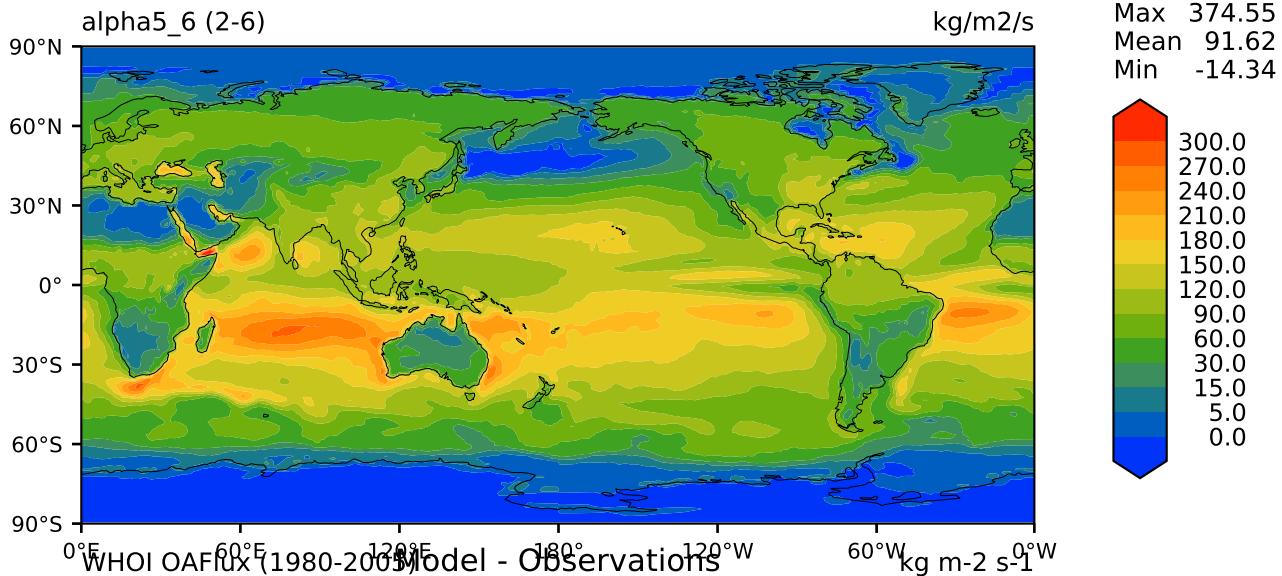 alpha5_6 (2-6)
kg/m2/s
Max 374.55
Mean 91.62
Min -14.34
90°N
60°N
30°N
0°
30°S
60°S
90°S
0°E 60°E 120°E 180° 120°W 60°W 0°W
300.0
270.0
240.0
210.0
180.0
150.0
120.0
90.0
60.0
30.0
15.0
5.0
0.0
WHOI OAFlux (1980-2005) Model - Observations kg m-2 s-1